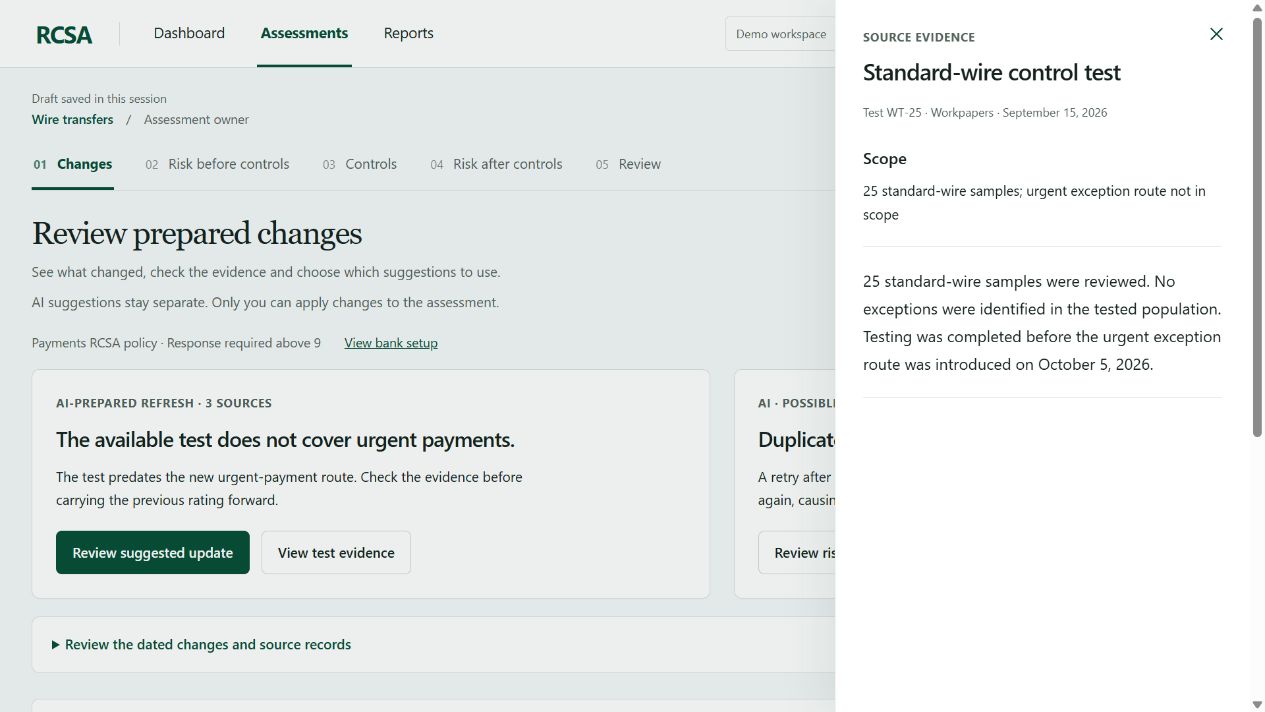 RCSA
Dashboard
Assessments
Reports
Demo workspace
Draft saved in this session
Wire transfers / Assessment owner
01 Changes
02 Risk before controls
03 Controls
04 Risk after controls
05 Review
Review prepared changes
See what changed, check the evidence and choose which suggestions to use.
AI suggestions stay separate. Only you can apply changes to the assessment.
Payments RCSA policy · Response required above 9
View bank setup
AI-PREPARED REFRESH · 3 SOURCES
The available test does not cover urgent payments.
The test predates the new urgent-payment route. Check the evidence before
carrying the previous rating forward.
Review suggested update
View test evidence
AI · POSSIBL
Duplicat
A retry after
again, causin
Review ris
Review the dated changes and source records
SOURCE EVIDENCE
Standard-wire control test
Test WT-25 · Workpapers · September 15, 2026
Scope
25 standard-wire samples; urgent exception route not in
scope
25 standard-wire samples were reviewed. No
exceptions were identified in the tested population.
Testing was completed before the urgent exception
route was introduced on October 5, 2026.